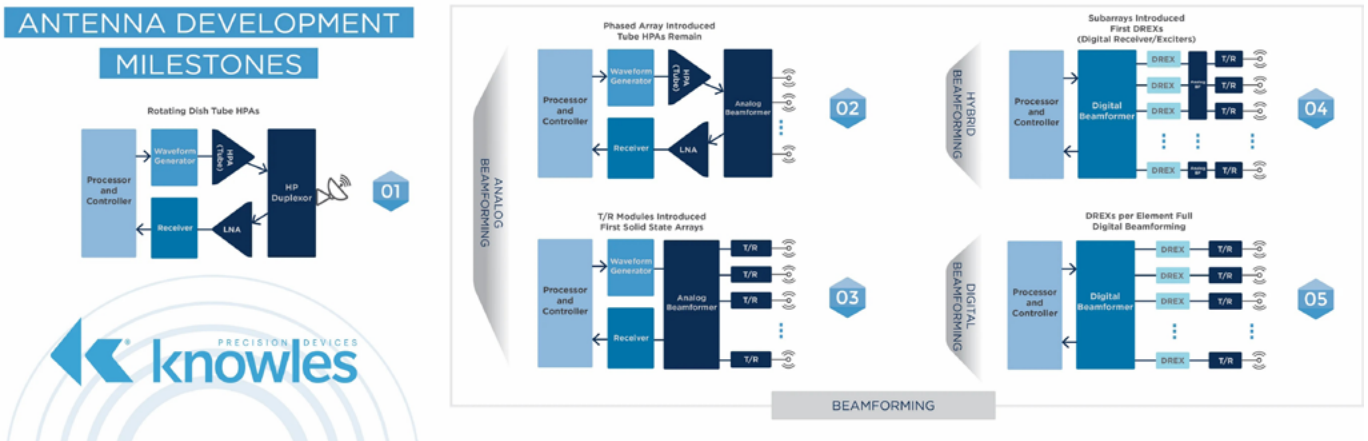 ANTENNA DEVELOPMENT
MILESTONES
Rotating Dish Tube HPAs
Processor
and
Controller
Waveform
Generator
HPA
(Tube)
HP
Duplexor
Receiver
LNA
01
PRECISION DEVICES
knowles
ANALOG
BEAMFORMING
Phased Array Introduced
Tube HPAs Remain
Processor
and
Controller
Waveform
Generator
HPA
(Tube)
Analog
Beamformer
Receiver
LNA
02
T/R Modules Introduced
First Solid State Arrays
Processor
and
Controller
Waveform
Generator
Receiver
Analog
Beamformer
T/R
T/R
T/R
T/R
03
HYBRID
BEAMFORMING
Subarrays Introduced
First DREXs
(Digital Receiver/Exciters)
Processor
and
Controller
Digital
Beamformer
DREX
T/R
DREX
T/R
DREX
T/R
DREX
T/R
04
DIGITAL
BEAMFORMING
DREXs per Element Full
Digital Beamforming
Processor
and
Controller
Digital
Beamformer
DREX
T/R
DREX
T/R
DREX
T/R
DREX
T/R
05
BEAMFORMING